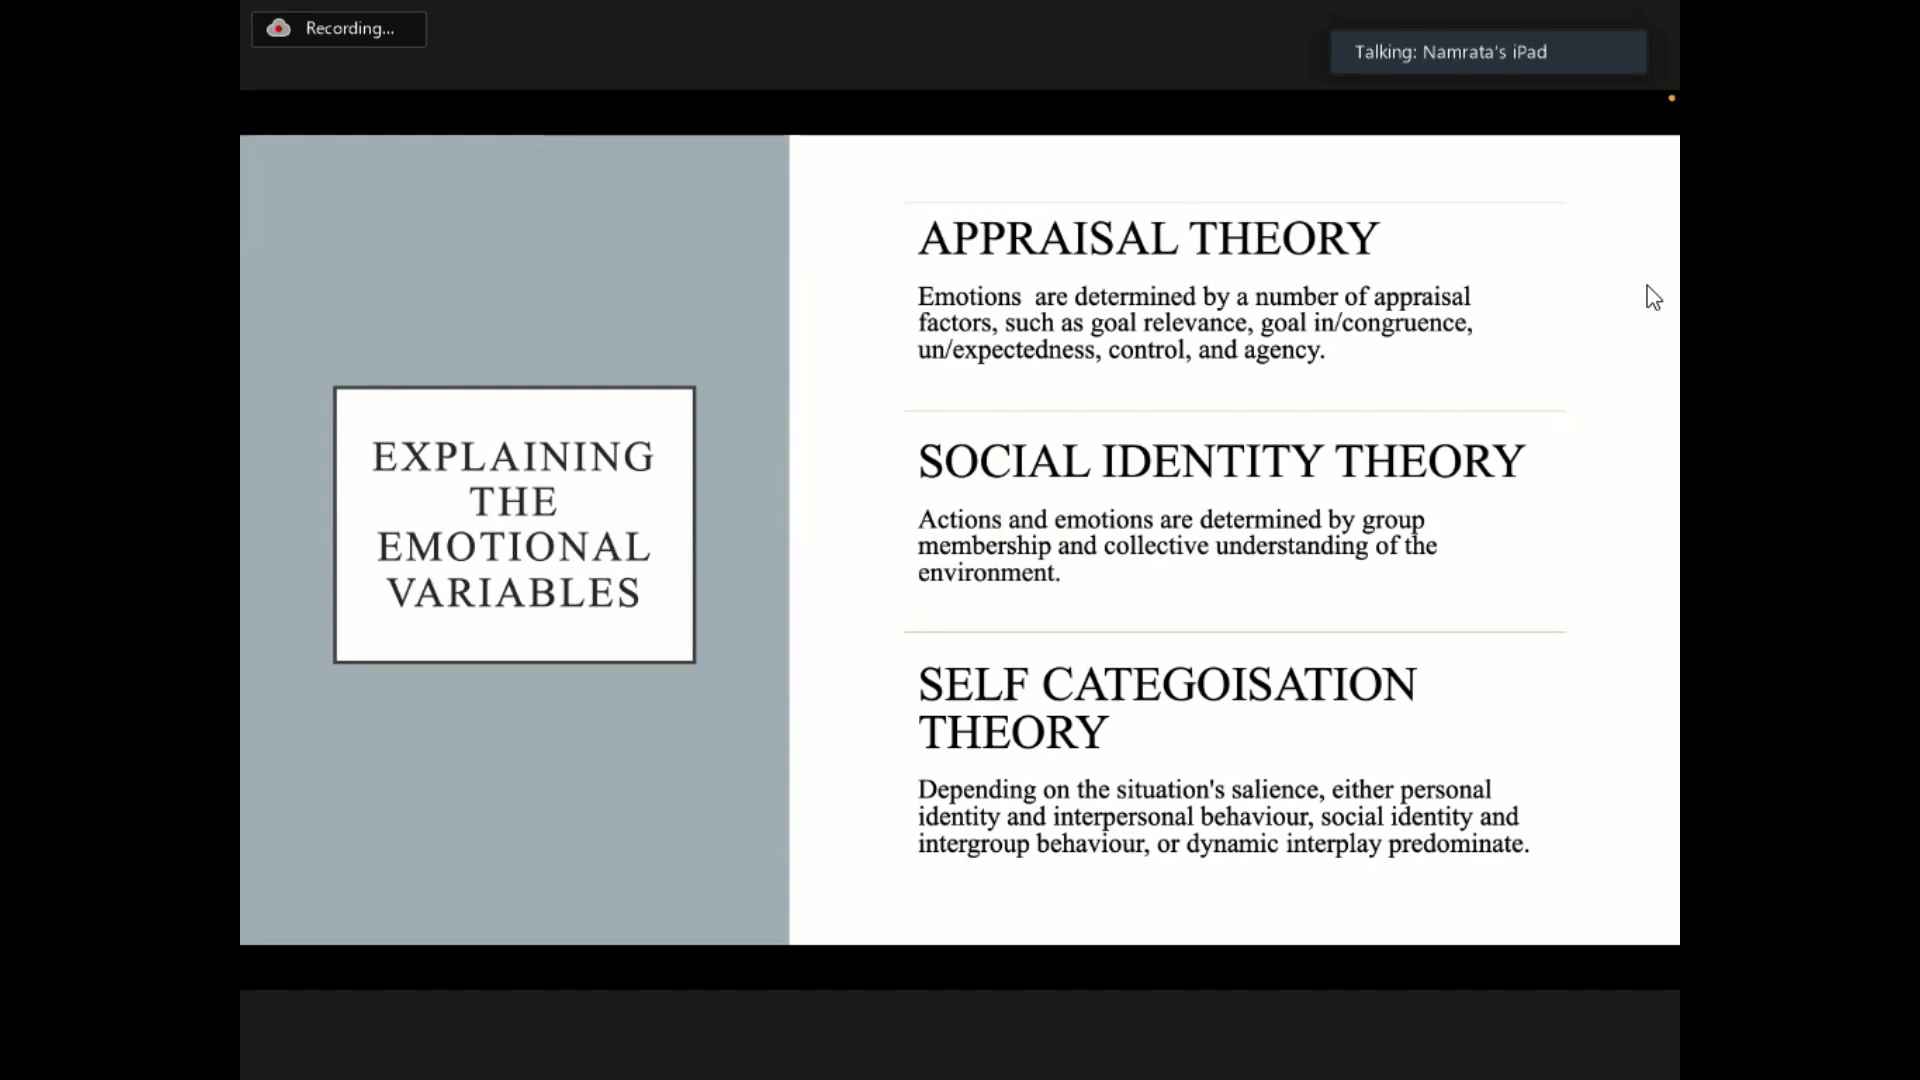 Recording...
Talking: Namrata's iPad
EXPLAINING
THE
EMOTIONAL
VARIABLES
APPRAISAL THEORY
Emotions  are determined by a number of appraisal
factors, such as goal relevance, goal in/congruence,
un/expectedness, control, and agency.
SOCIAL IDENTITY THEORY
Actions and emotions are determined by group
membership and collective understanding of the
environment.
SELF CATEGOISATION
THEORY
Depending on the situation's salience, either personal
identity and interpersonal behaviour, social identity and
intergroup behaviour, or dynamic interplay predominate.